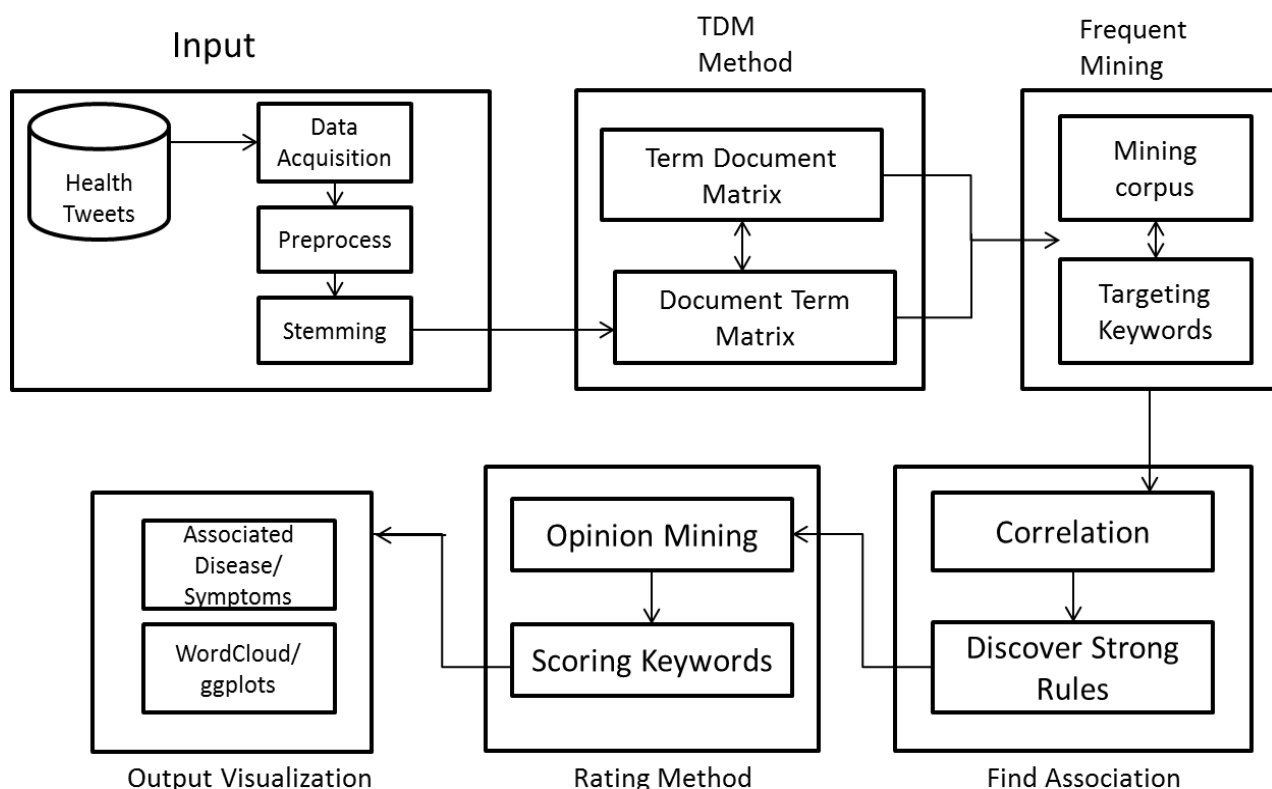 Input
Health
Tweets
Data
Acquisition
Preprocess
Stemming
TDM
Method
Term Document
Matrix
Document Term
Matrix
Frequent
Mining
Mining
corpus
Targeting
Keywords
Correlation
Discover Strong
Rules
Find Association
Opinion Mining
Scoring Keywords
Rating Method
Associated
Disease/
Symptoms
WordCloud/
ggplots
Output Visualization